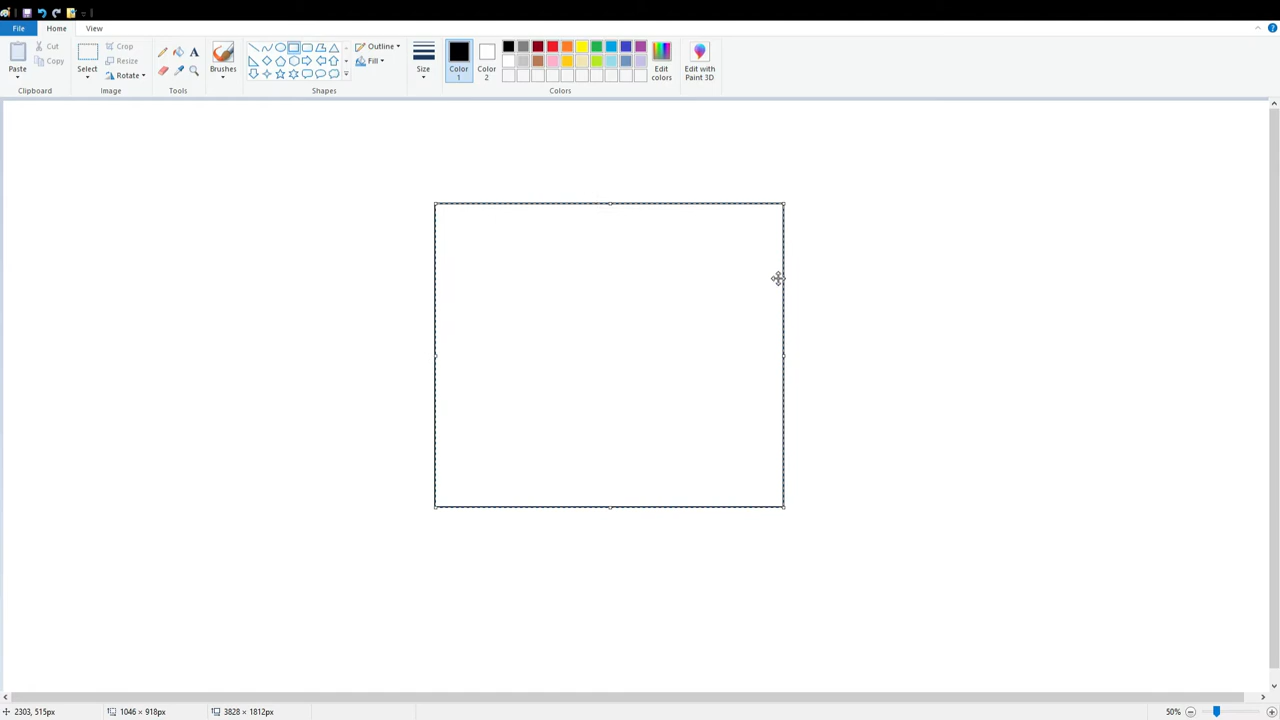 File Home View
Paste Cut Copy
Select Crop Resize Rotate
Brushes
Outline Fill
Size
Color 1 Color 2
Edit colors Edit with Paint 3D
Clipboard Image Tools Shapes Colors
2303, 515px 1046 × 918px 3828 × 1812px 50%